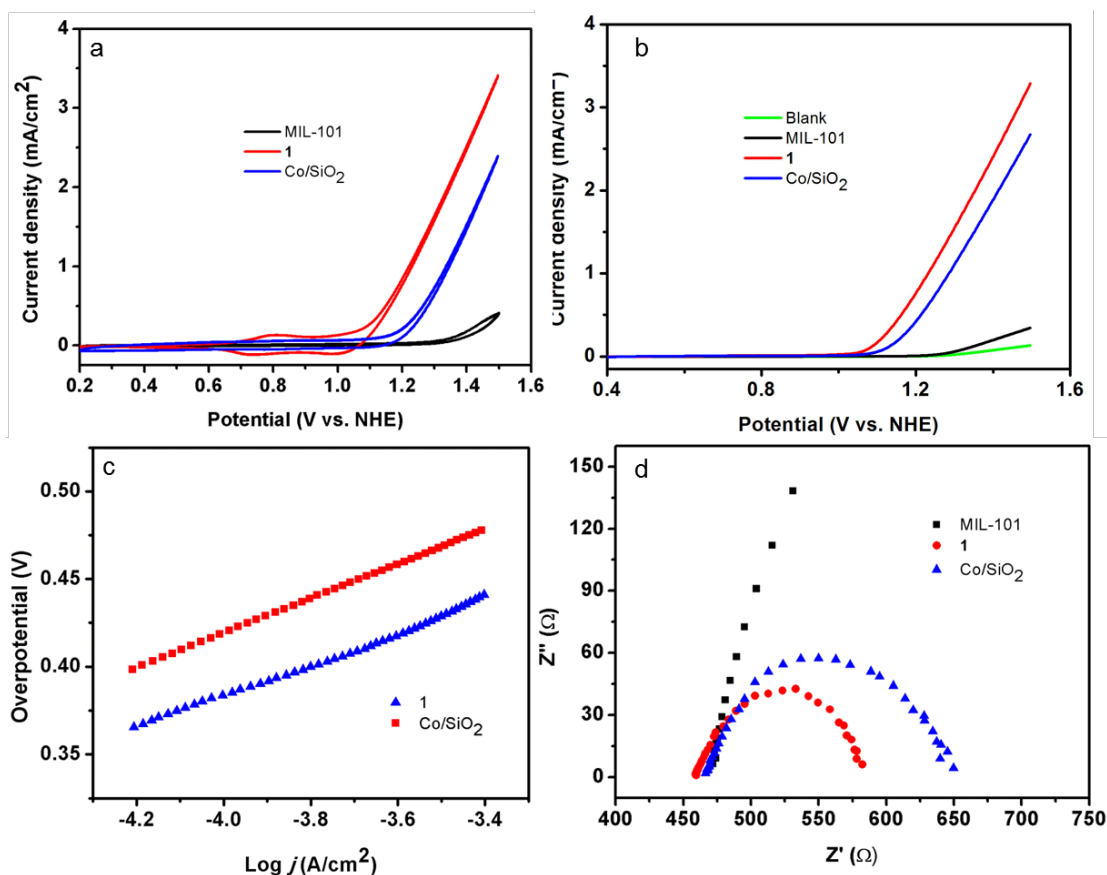 a
4
3
2
1
0
Current density (mA/cm²)
MIL-101
1
Co/SiO₂
0.2 0.4 0.6 0.8 1.0 1.2 1.4 1.6
Potential (V vs. NHE)
b
4
3
2
1
0
Current density (mA/cm⁻
Blank
MIL-101
1
Co/SiO₂
0.4 0.8 1.2 1.6
Potential (V vs. NHE)
c
0.50
0.45
0.40
0.35
Overpotential (V)
1
Co/SiO₂
-4.2 -4.0 -3.8 -3.6 -3.4
Log j (A/cm²)
d
150
120
90
60
30
0
Z'' (Ω)
MIL-101
1
Co/SiO₂
400 450 500 550 600 650 700 750
Z' (Ω)